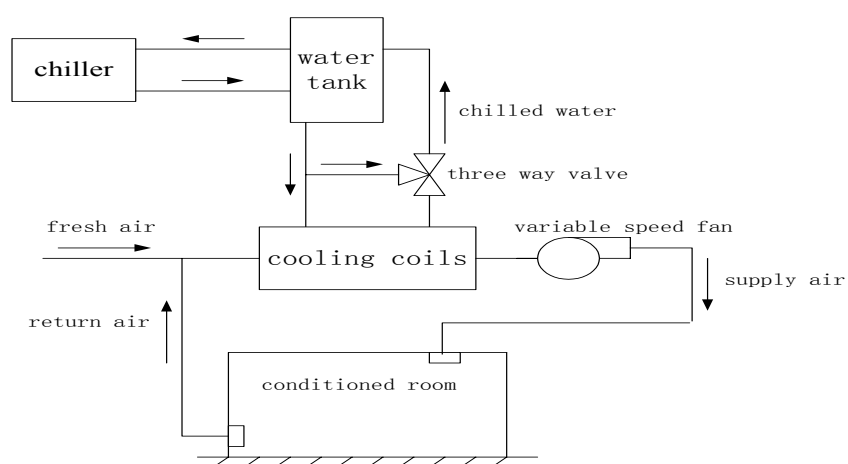 chiller
water
tank
chilled water
three way valve
fresh air
cooling coils
variable speed fan
supply air
return air
conditioned room